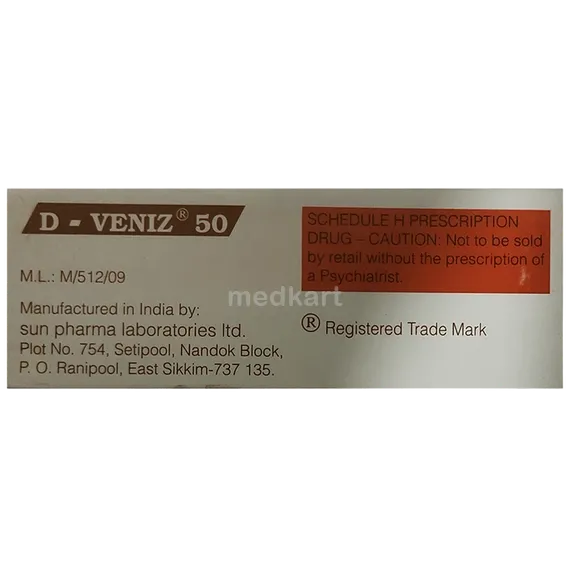 D - VENIZ® 50
M.L.: M/512/09
Manufactured in India by:
sun pharma laboratories ltd.
Plot No. 754, Setipool, Nandok Block,
P. O. Ranipool, East Sikkim-737 135.
SCHEDULE H PRESCRIPTION
DRUG – CAUTION: Not to be sold
by retail without the prescription of
a Psychiatrist.
® Registered Trade Mark
medkart